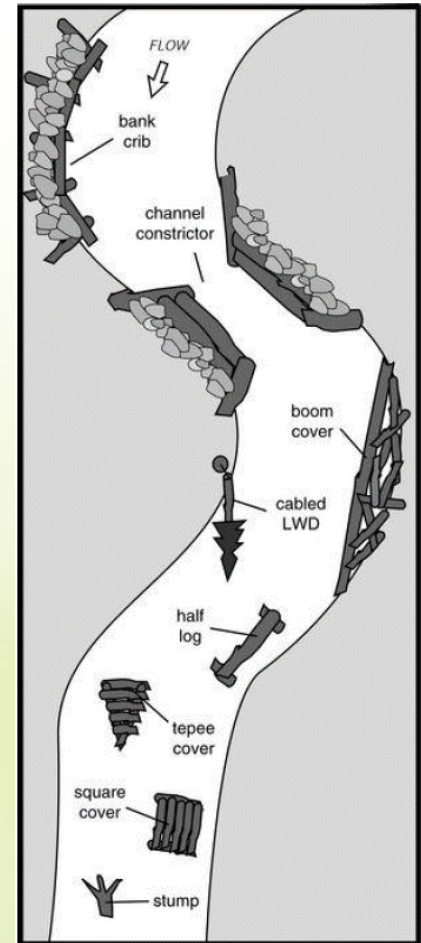 FLOW
bank
crib
channel
constrictor
boom
cover
cabled
LWD
half
log
tepee
cover
square
cover
stump